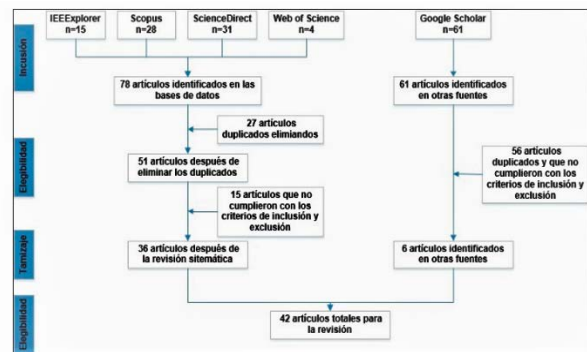 IEEExplorer
n=15
Scopus
n=28
ScienceDirect
n=31
Web of Science
n=4
Google Scholar
n=61
Incusión
78 artículos identificados en las
bases de datos
61 artículos identificados
en otras fuentes
27 artículos
duplicados elimiandos
Elegibilidad
51 artículos después de
eliminar los duplicados
56 artículos
duplicados y que no
cumplieron con los
criterios de inclusión y
exclusión
15 artículos que no
cumplieron con los
criterios de inclusión y
exclusión
Tamizaje
36 artículos después de
la revisión sitemática
6 artículos identificados
en otras fuentes
Elegibilidad
42 artículos totales para
la revisión